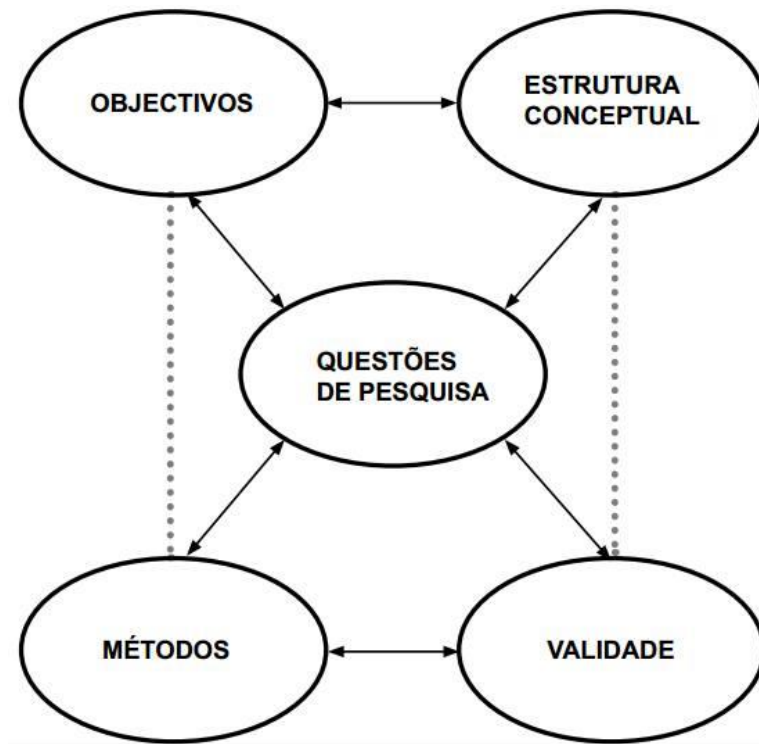 OBJECTIVOS
ESTRUTURA
CONCEPTUAL
QUESTÕES
DE PESQUISA
MÉTODOS
VALIDADE